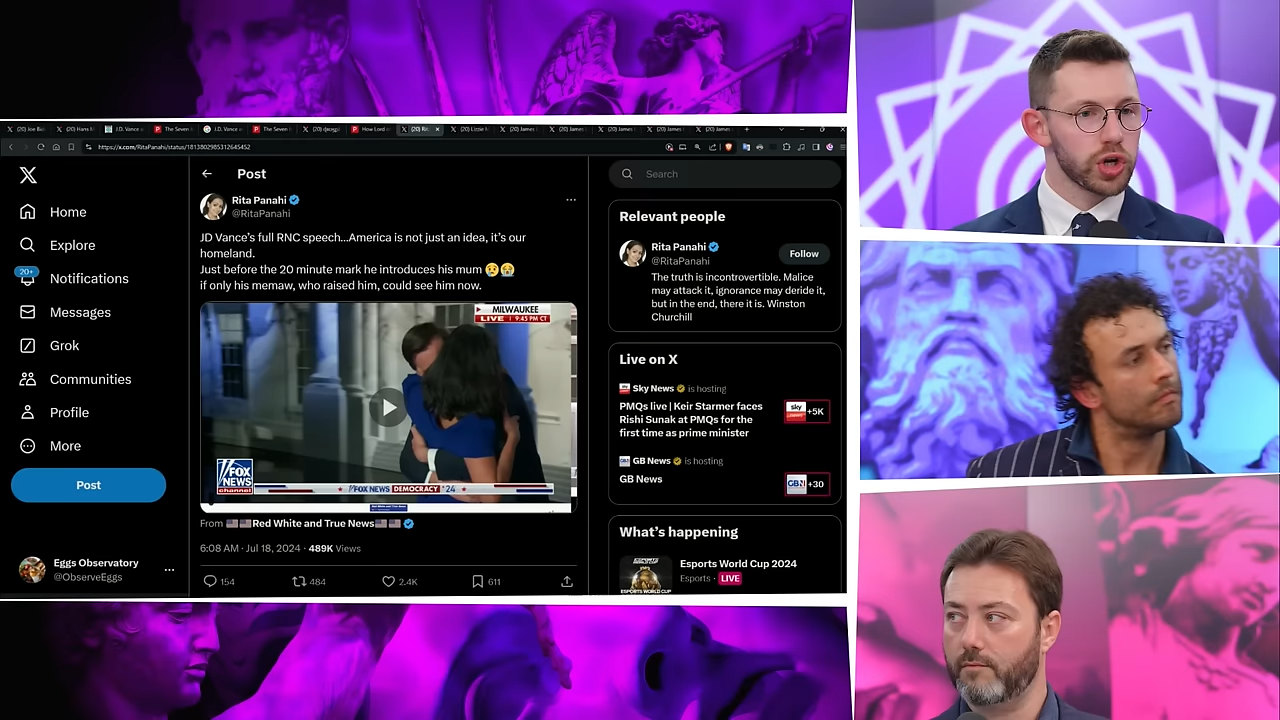 https://x.com/RitaPanahi/status/1813802985312645452
Home
Explore
20+
Notifications
Messages
Grok
Communities
Profile
More
Post
Eggs Observatory
@ObserveEggs
Post
Rita Panahi
@RitaPanahi
JD Vance's full RNC speech...America is not just an idea, it's our
homeland.
Just before the 20 minute mark he introduces his mum 😢😭
if only his memaw, who raised him, could see him now.
MILWAUKEE
LIVE 9:45 PM CT
FOX
NEWS
channel
FOX NEWS DEMOCRACY '24
From 🇺🇸🇺🇸Red White and True News🇺🇸🇺🇸
6:08 AM · Jul 18, 2024 · 489K Views
154
484
2.4K
611
Search
Relevant people
Rita Panahi
@RitaPanahi
Follow
The truth is incontrovertible. Malice
may attack it, ignorance may deride it,
but in the end, there it is. Winston
Churchill
Live on X
Sky News is hosting
PMQs live | Keir Starmer faces
Rishi Sunak at PMQs for the
first time as prime minister
sky
+5K
GB News is hosting
GB News
GBN
+30
What's happening
Esports World Cup 2024
Esports · LIVE
ESPORTS WORLD CUP